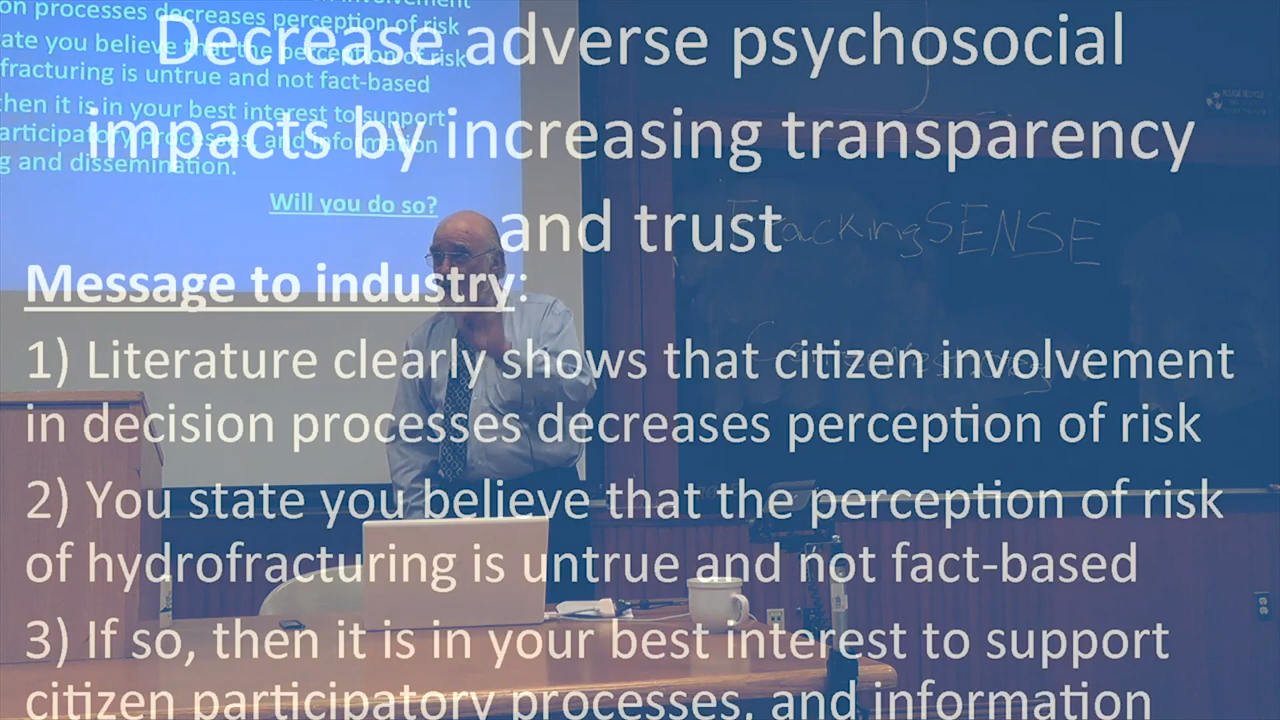 Decrease adverse psychosocial
impacts by increasing transparency
and trust
Message to industry:
1) Literature clearly shows that citizen involvement
in decision processes decreases perception of risk
2) You state you believe that the perception of risk
of hydrofracturing is untrue and not fact-based
3) If so, then it is in your best interest to support
citizen participatory processes, and information
on processes decreases perception of risk
tate you believe that the perception of risk
fracturing is untrue and not fact-based
then it is in your best interest to support
articipatory processes, and information
g and dissemination.
Will you do so?
FrackingSENSE